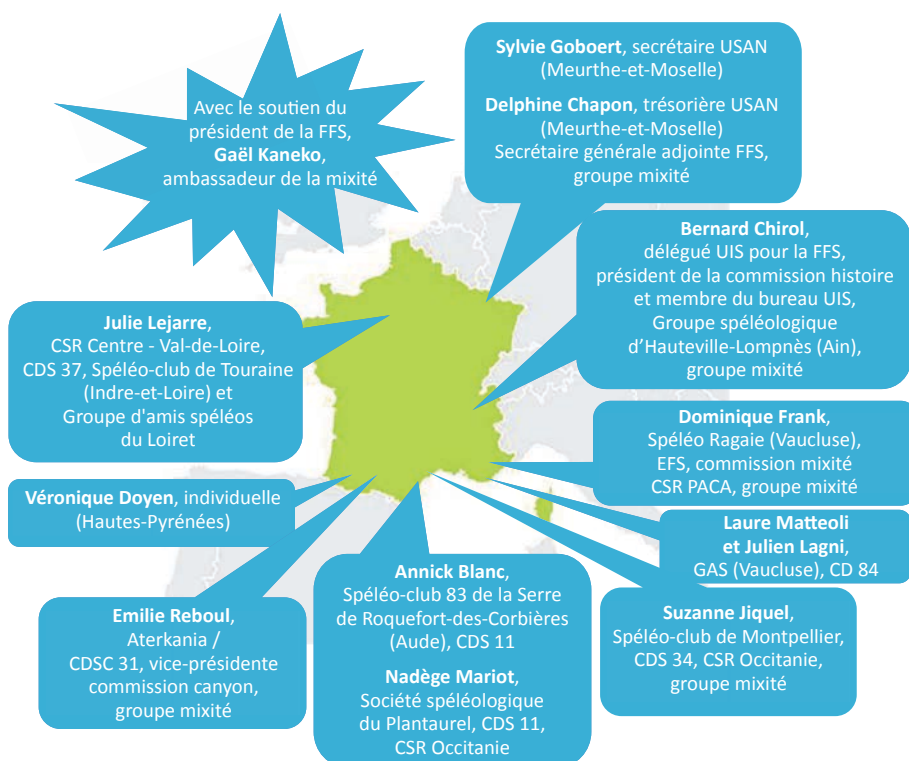 Avec le soutien du
président de la FFS,
Gaël Kaneko,
ambassadeur de la mixité
Sylvie Goboert, secrétaire USAN
(Meurthe-et-Moselle)
Delphine Chapon, trésorière USAN
(Meurthe-et-Moselle)
Secrétaire générale adjointe FFS,
groupe mixité
Bernard Chirol,
délégué UIS pour la FFS,
président de la commission histoire
et membre du bureau UIS,
Groupe spéléologique
d'Hauteville-Lompnès (Ain),
groupe mixité
Julie Lejarre,
CSR Centre - Val-de-Loire,
CDS 37, Spéléo-club de Touraine
(Indre-et-Loire) et
Groupe d'amis spéléos
du Loiret
Dominique Frank,
Spéléo Ragaie (Vaucluse),
EFS, commission mixité
CSR PACA, groupe mixité
Véronique Doyen, individuelle
(Hautes-Pyrénées)
Laure Matteoli
et Julien Lagni,
GAS (Vaucluse), CD 84
Annick Blanc,
Spéléo-club 83 de la Serre
de Roquefort-des-Corbières
(Aude), CDS 11
Nadège Mariot,
Société spéléologique
du Plantaurel, CDS 11,
CSR Occitanie
Emilie Reboul,
Aterkania /
CDSC 31, vice-présidente
commission canyon,
groupe mixité
Suzanne Jiquel,
Spéléo-club de Montpellier,
CDS 34, CSR Occitanie,
groupe mixité